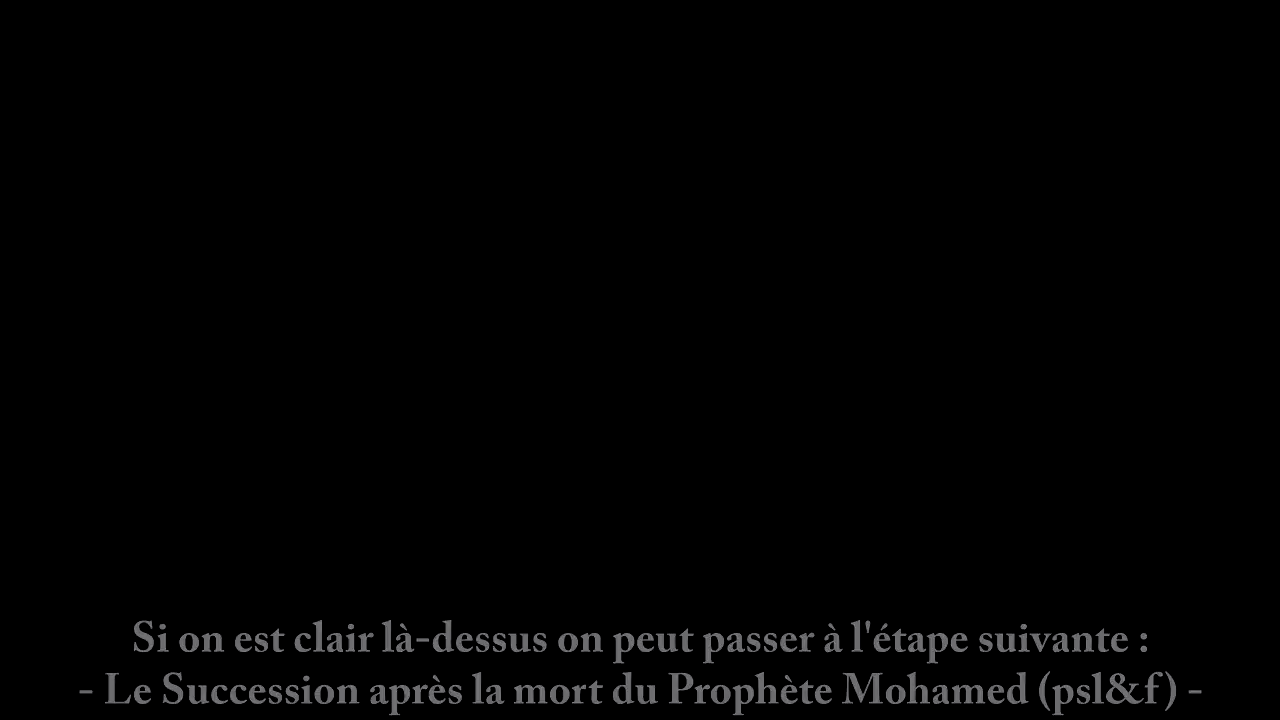 Si on est clair là-dessus on peut passer à l'étape suivante :
- Le Succession après la mort du Prophète Mohamed (psl&f) -